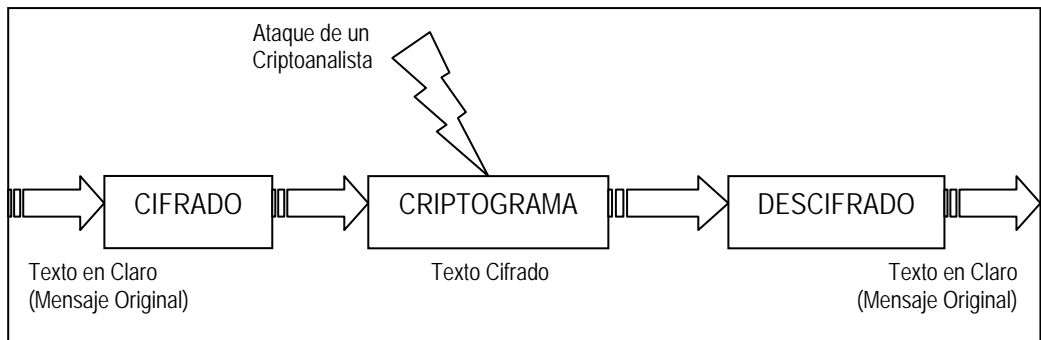 Ataque de un
Criptoanalista
CIFRADO
CRIPTOGRAMA
DESCIFRADO
Texto en Claro
(Mensaje Original)
Texto Cifrado
Texto en Claro
(Mensaje Original)